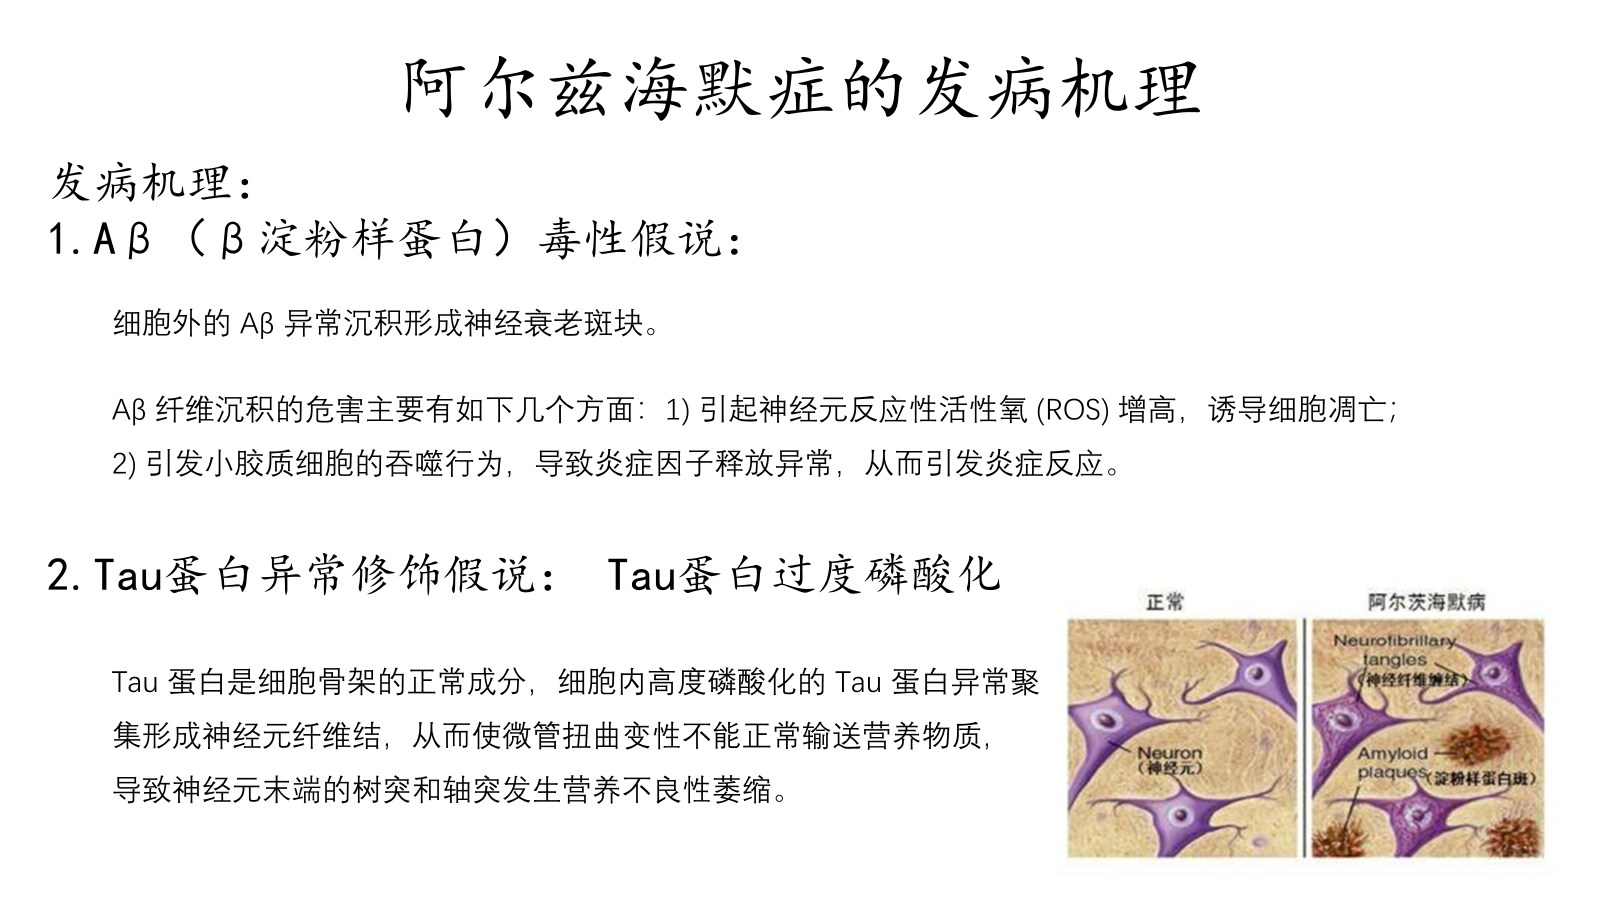 阿尔兹海默症的发病机理
发病机理：
1.Aβ（β淀粉样蛋白）毒性假说：
细胞外的 Aβ 异常沉积形成神经衰老斑块。
Aβ 纤维沉积的危害主要有如下几个方面：1) 引起神经元反应性活性氧 (ROS) 增高，诱导细胞凋亡；
2) 引发小胶质细胞的吞噬行为，导致炎症因子释放异常，从而引发炎症反应。
2.Tau蛋白异常修饰假说： Tau蛋白过度磷酸化
Tau 蛋白是细胞骨架的正常成分，细胞内高度磷酸化的 Tau 蛋白异常聚
集形成神经元纤维结，从而使微管扭曲变性不能正常输送营养物质，
导致神经元末端的树突和轴突发生营养不良性萎缩。
正常
Neuron
（神经元）
阿尔茨海默病
Neurofibrillary
tangles
（神经纤维缠结）
Amyloid
plaques（淀粉样蛋白斑）